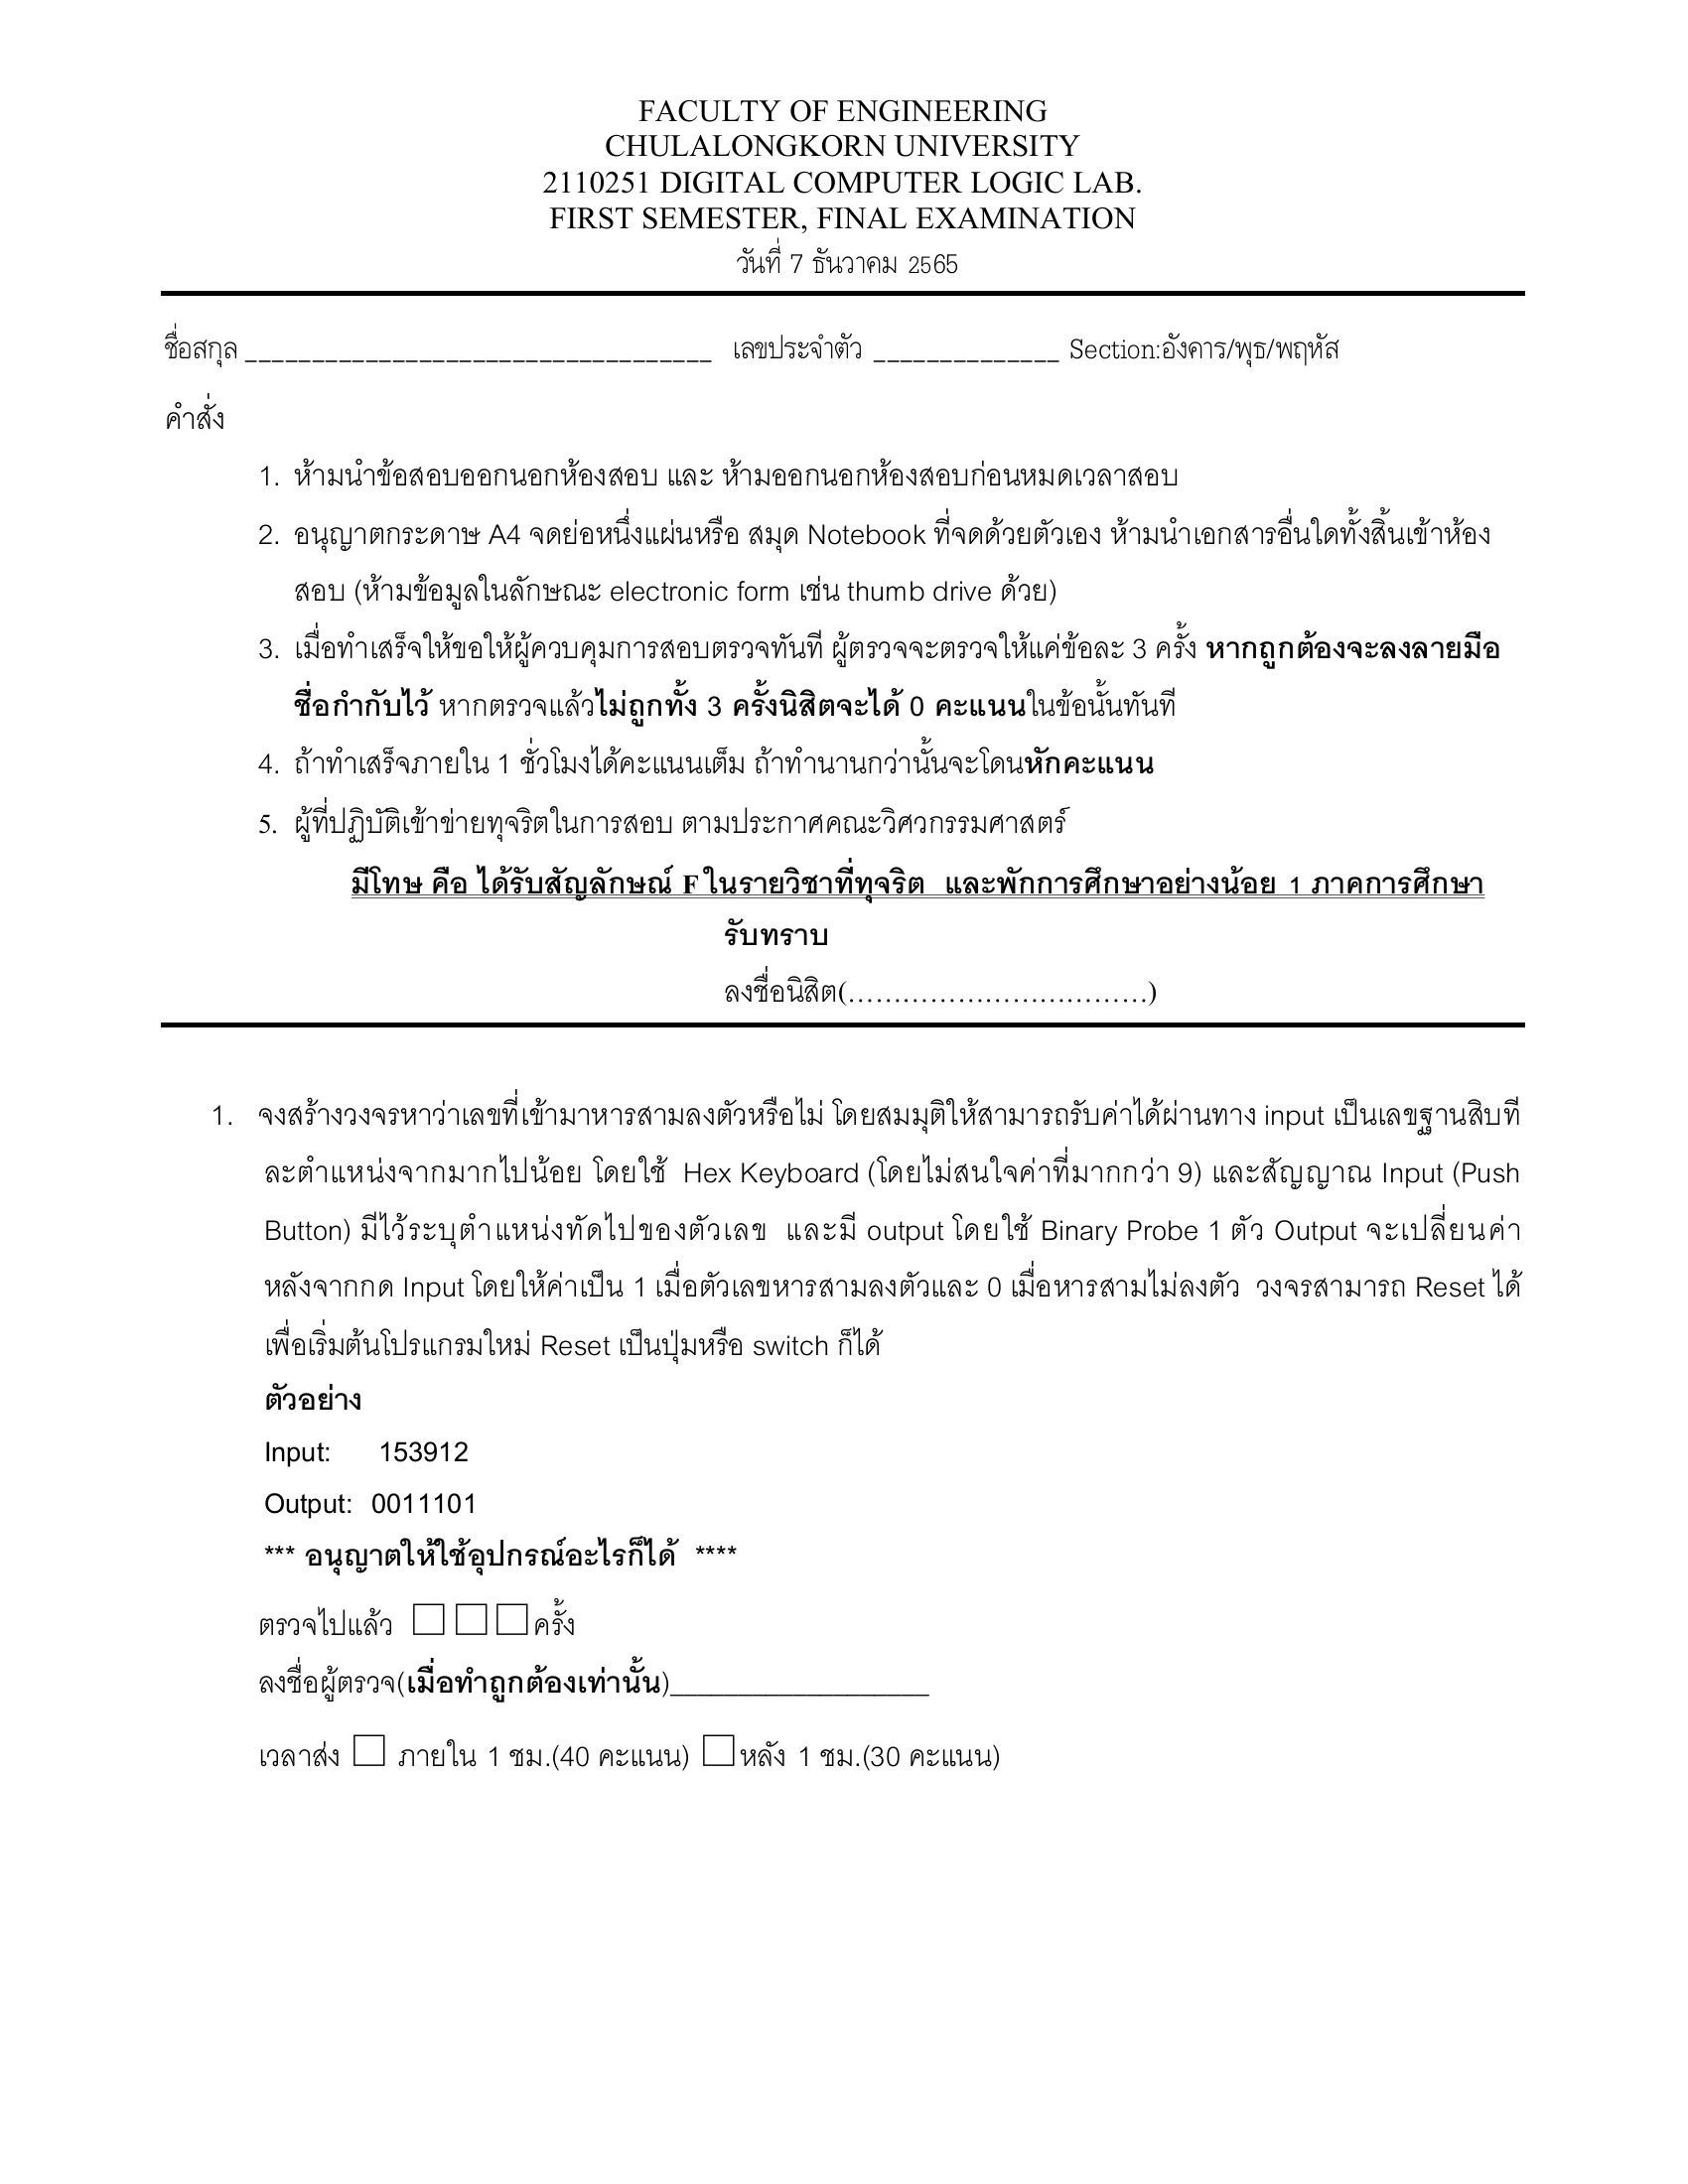 FACULTY OF ENGINEERING
CHULALONGKORN UNIVERSITY
2110251 DIGITAL COMPUTER LOGIC LAB.
FIRST SEMESTER, FINAL EXAMINATION
วันที่ 7 ธันวาคม 2565
ชื่อสกุล ___________________________________ เลขประจำตัว ______________ Section:อังคาร/พุธ/พฤหัส
คำสั่ง
1. ห้ามนำข้อสอบออกนอกห้องสอบ และ ห้ามออกนอกห้องสอบก่อนหมดเวลาสอบ
2. อนุญาตกระดาษ A4 จดย่อหนึ่งแผ่นหรือ สมุด Notebook ที่จดด้วยตัวเอง ห้ามนำเอกสารอื่นใดทั้งสิ้นเข้าห้อง
สอบ (ห้ามข้อมูลในลักษณะ electronic form เช่น thumb drive ด้วย)
3. เมื่อทำเสร็จให้ขอให้ผู้ควบคุมการสอบตรวจทันที ผู้ตรวจจะตรวจให้แค่ข้อละ 3 ครั้ง หากถูกต้องจะลงลายมือ
ชื่อกำกับไว้ หากตรวจแล้วไม่ถูกทั้ง 3 ครั้งนิสิตจะได้ 0 คะแนนในข้อนั้นทันที
4. ถ้าทำเสร็จภายใน 1 ชั่วโมงได้คะแนนเต็ม ถ้าทำนานกว่านั้นจะโดนหักคะแนน
5. ผู้ที่ปฏิบัติเข้าข่ายทุจริตในการสอบ ตามประกาศคณะวิศวกรรมศาสตร์
มีโทษ คือ ได้รับสัญลักษณ์ F ในรายวิชาที่ทุจริต และพักการศึกษาอย่างน้อย 1 ภาคการศึกษา
รับทราบ
ลงชื่อนิสิต(……………………………)
1. จงสร้างวงจรหาว่าเลขที่เข้ามาหารสามลงตัวหรือไม่ โดยสมมุติให้สามารถรับค่าได้ผ่านทาง input เป็นเลขฐานสิบที
ละตำแหน่งจากมากไปน้อย โดยใช้ Hex Keyboard (โดยไม่สนใจค่าที่มากกว่า 9) และสัญญาณ Input (Push
Button) มีไว้ระบุตำแหน่งทัดไปของตัวเลข และมี output โดยใช้ Binary Probe 1 ตัว Output จะเปลี่ยนค่า
หลังจากกด Input โดยให้ค่าเป็น 1 เมื่อตัวเลขหารสามลงตัวและ 0 เมื่อหารสามไม่ลงตัว วงจรสามารถ Reset ได้
เพื่อเริ่มต้นโปรแกรมใหม่ Reset เป็นปุ่มหรือ switch ก็ได้
ตัวอย่าง
Input: 153912
Output: 0011101
*** อนุญาตให้ใช้อุปกรณ์อะไรก็ได้ ****
ตรวจไปแล้ว □ □ □ ครั้ง
ลงชื่อผู้ตรวจ(เมื่อทำถูกต้องเท่านั้น)__________________
เวลาส่ง □ ภายใน 1 ชม.(40 คะแนน) □ หลัง 1 ชม.(30 คะแนน)